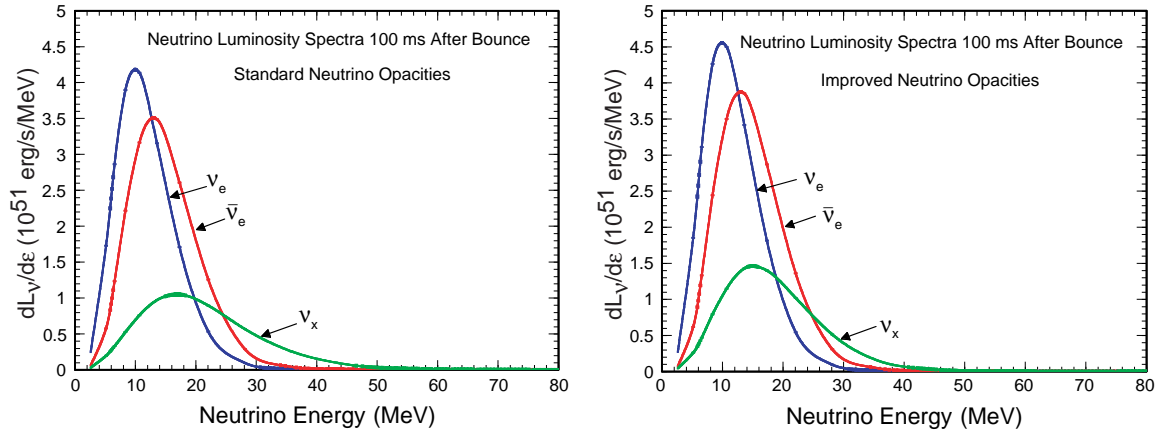 Neutrino Luminosity Spectra 100 ms After Bounce
Standard Neutrino Opacities
dLν/dε (10^51 erg/s/MeV)
5
4.5
4
3.5
3
2.5
2
1.5
1
0.5
0
ν_e
ν̄_e
ν_x
0 10 20 30 40 50 60 70 80
Neutrino Energy (MeV)
Neutrino Luminosity Spectra 100 ms After Bounce
Improved Neutrino Opacities
dLν/dε (10^51 erg/s/MeV)
5
4.5
4
3.5
3
2.5
2
1.5
1
0.5
0
ν_e
ν̄_e
ν_x
0 10 20 30 40 50 60 70 80
Neutrino Energy (MeV)